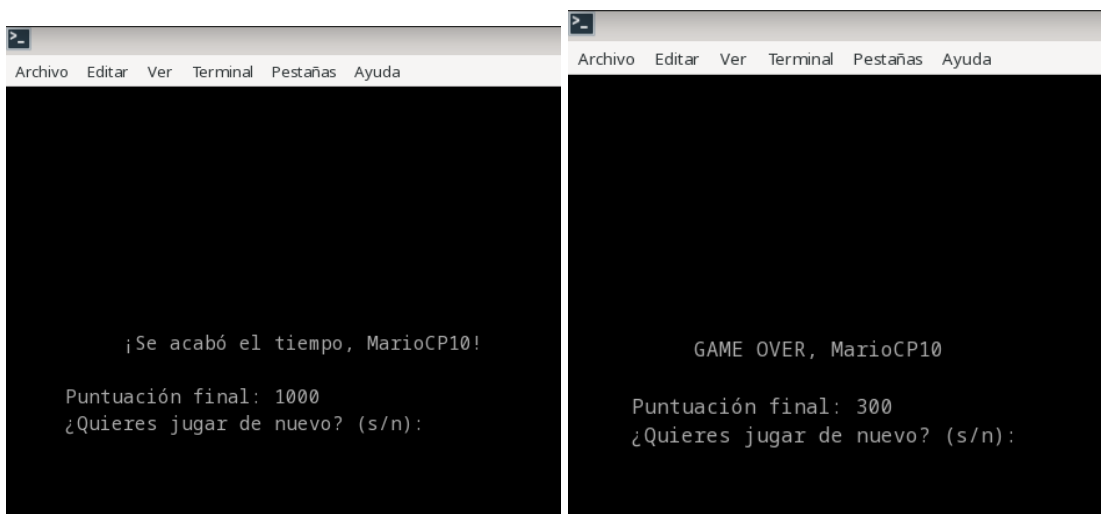 Archivo Editar Ver Terminal Pestañas Ayuda
¡Se acabó el tiempo, MarioCP10!
Puntuación final: 1000
¿Quieres jugar de nuevo? (s/n):
Archivo Editar Ver Terminal Pestañas Ayuda
GAME OVER, MarioCP10
Puntuación final: 300
¿Quieres jugar de nuevo? (s/n):